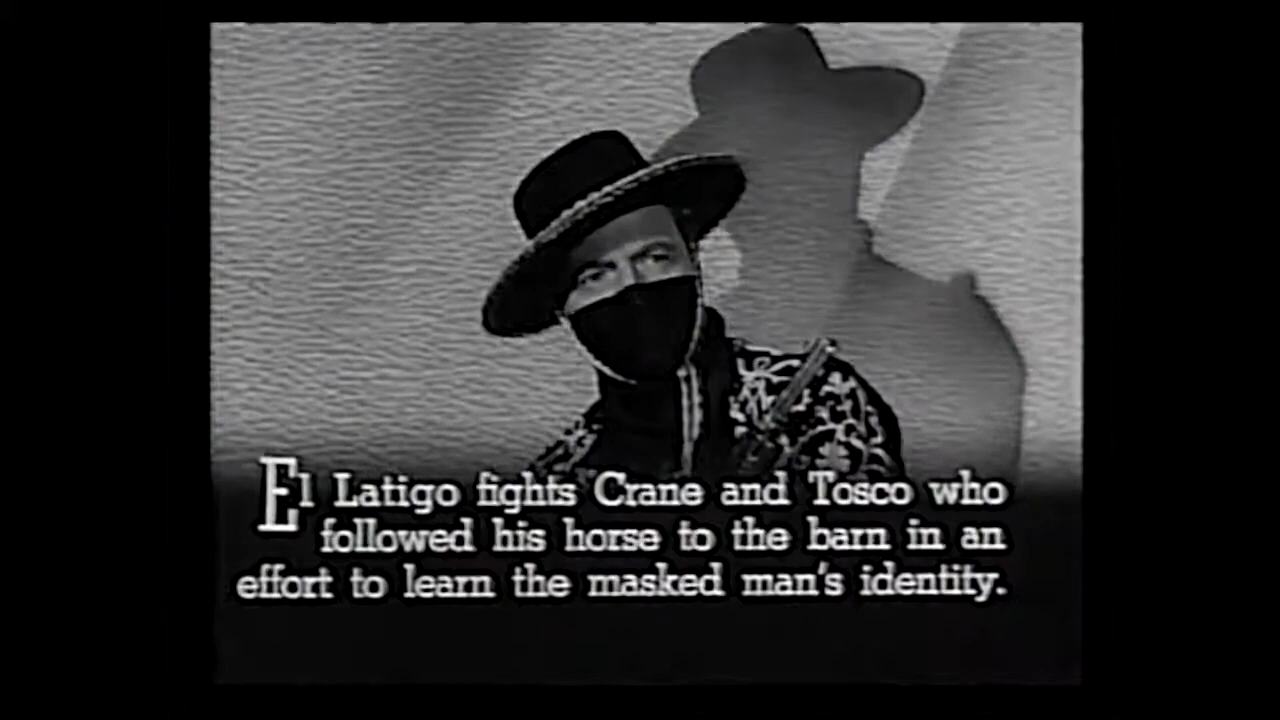 El Latigo fights Crane and Tosco who
followed his horse to the barn in an
effort to learn the masked man's identity.